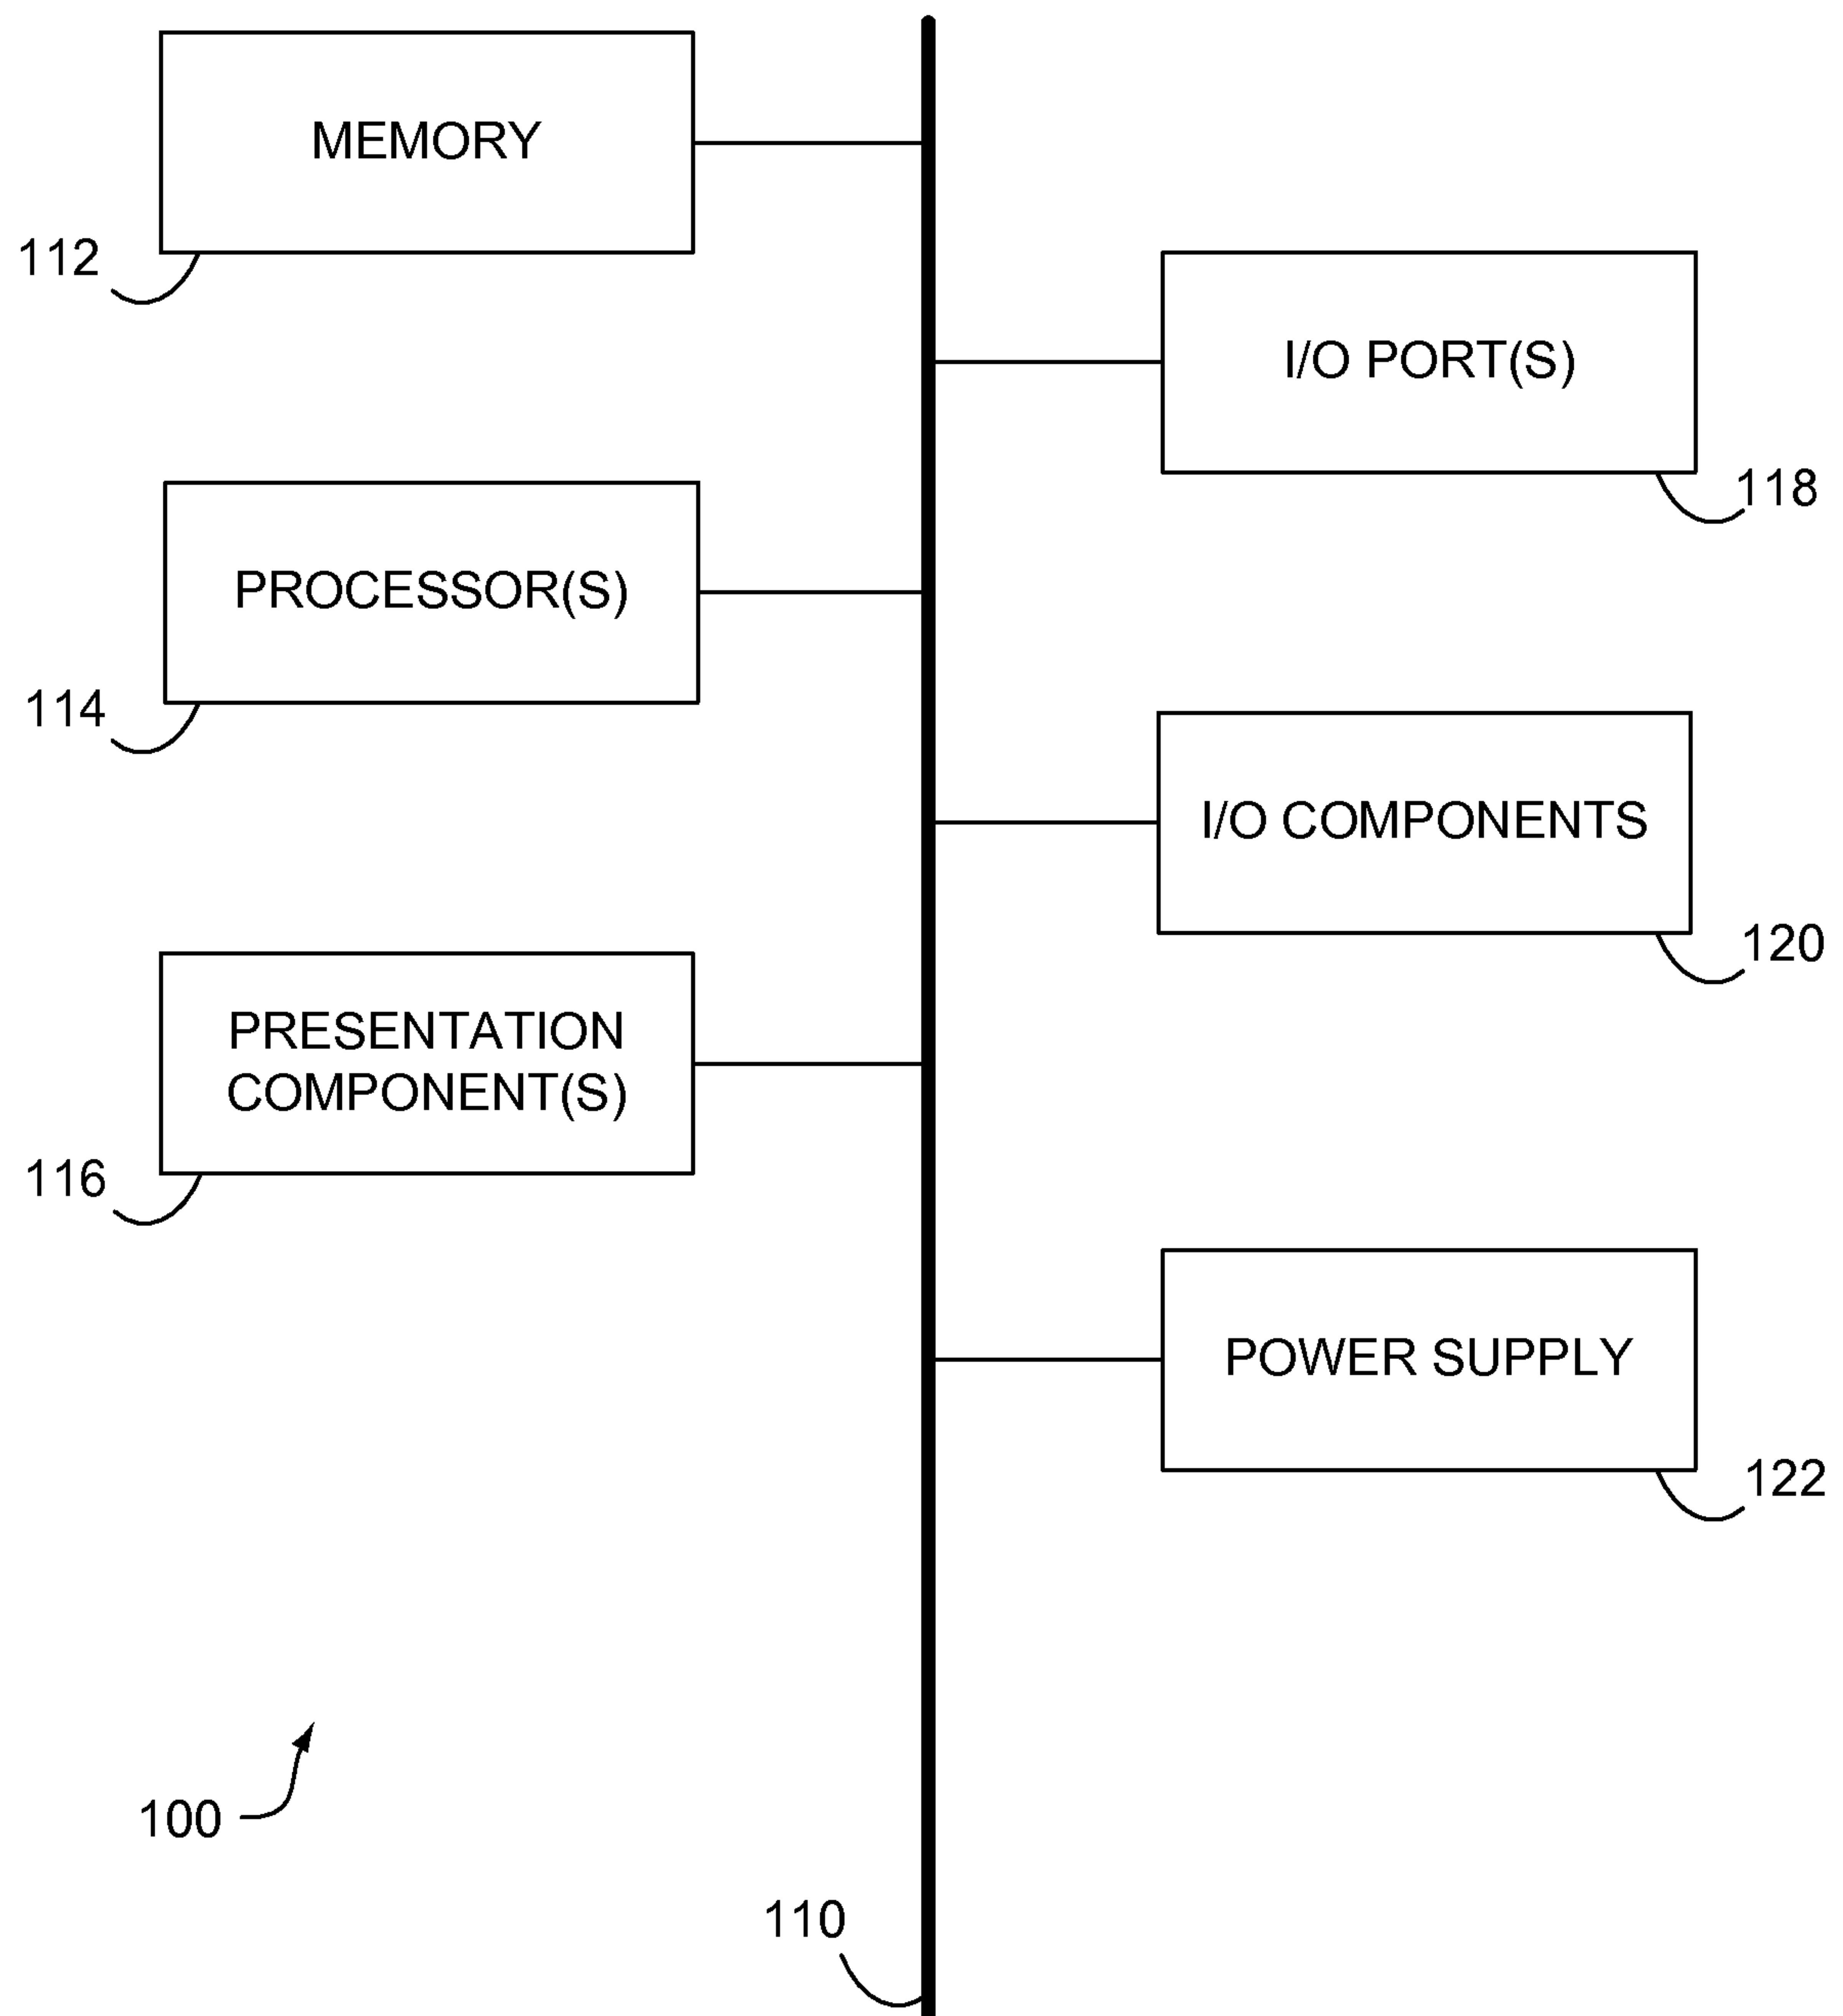 MEMORY
112
I/O PORT(S)
118
PROCESSOR(S)
114
I/O COMPONENTS
120
PRESENTATION
COMPONENT(S)
116
POWER SUPPLY
122
100
110